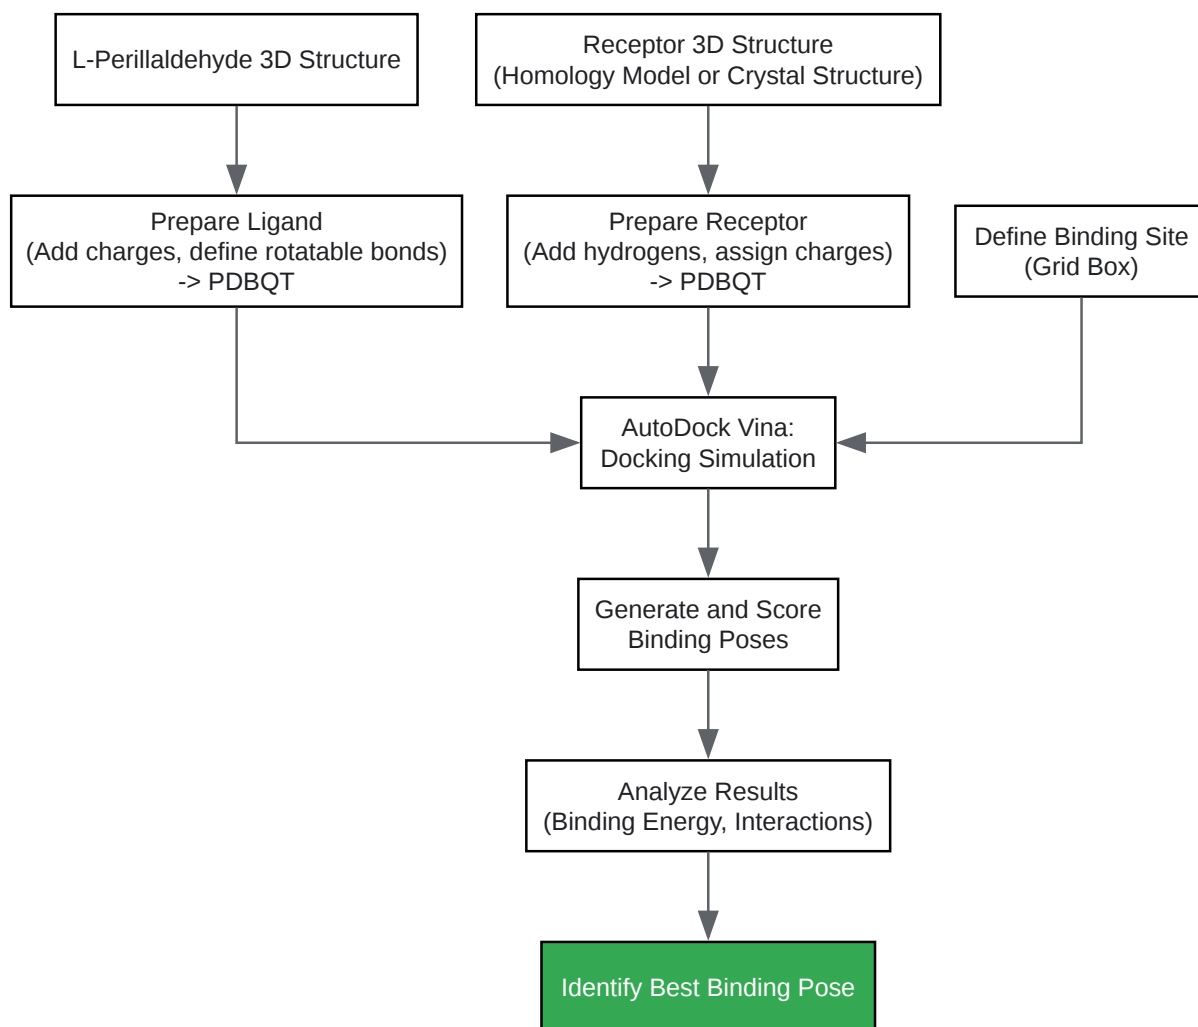 L-Perillaldehyde 3D Structure
Receptor 3D Structure
(Homology Model or Crystal Structure)
Prepare Ligand
(Add charges, define rotatable bonds)
-> PDBQT
Prepare Receptor
(Add hydrogens, assign charges)
-> PDBQT
Define Binding Site
(Grid Box)
AutoDock Vina:
Docking Simulation
Generate and Score
Binding Poses
Analyze Results
(Binding Energy, Interactions)
Identify Best Binding Pose